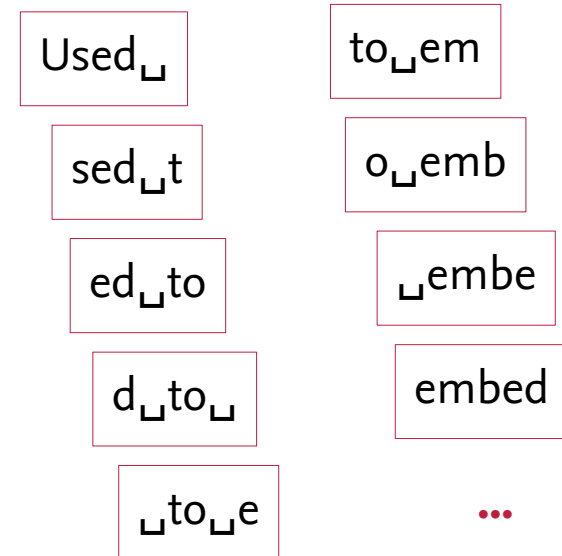 Used␣
sed␣t
ed␣to
d␣to␣
␣to␣e
to␣em
o␣emb
␣embe
embed
•••